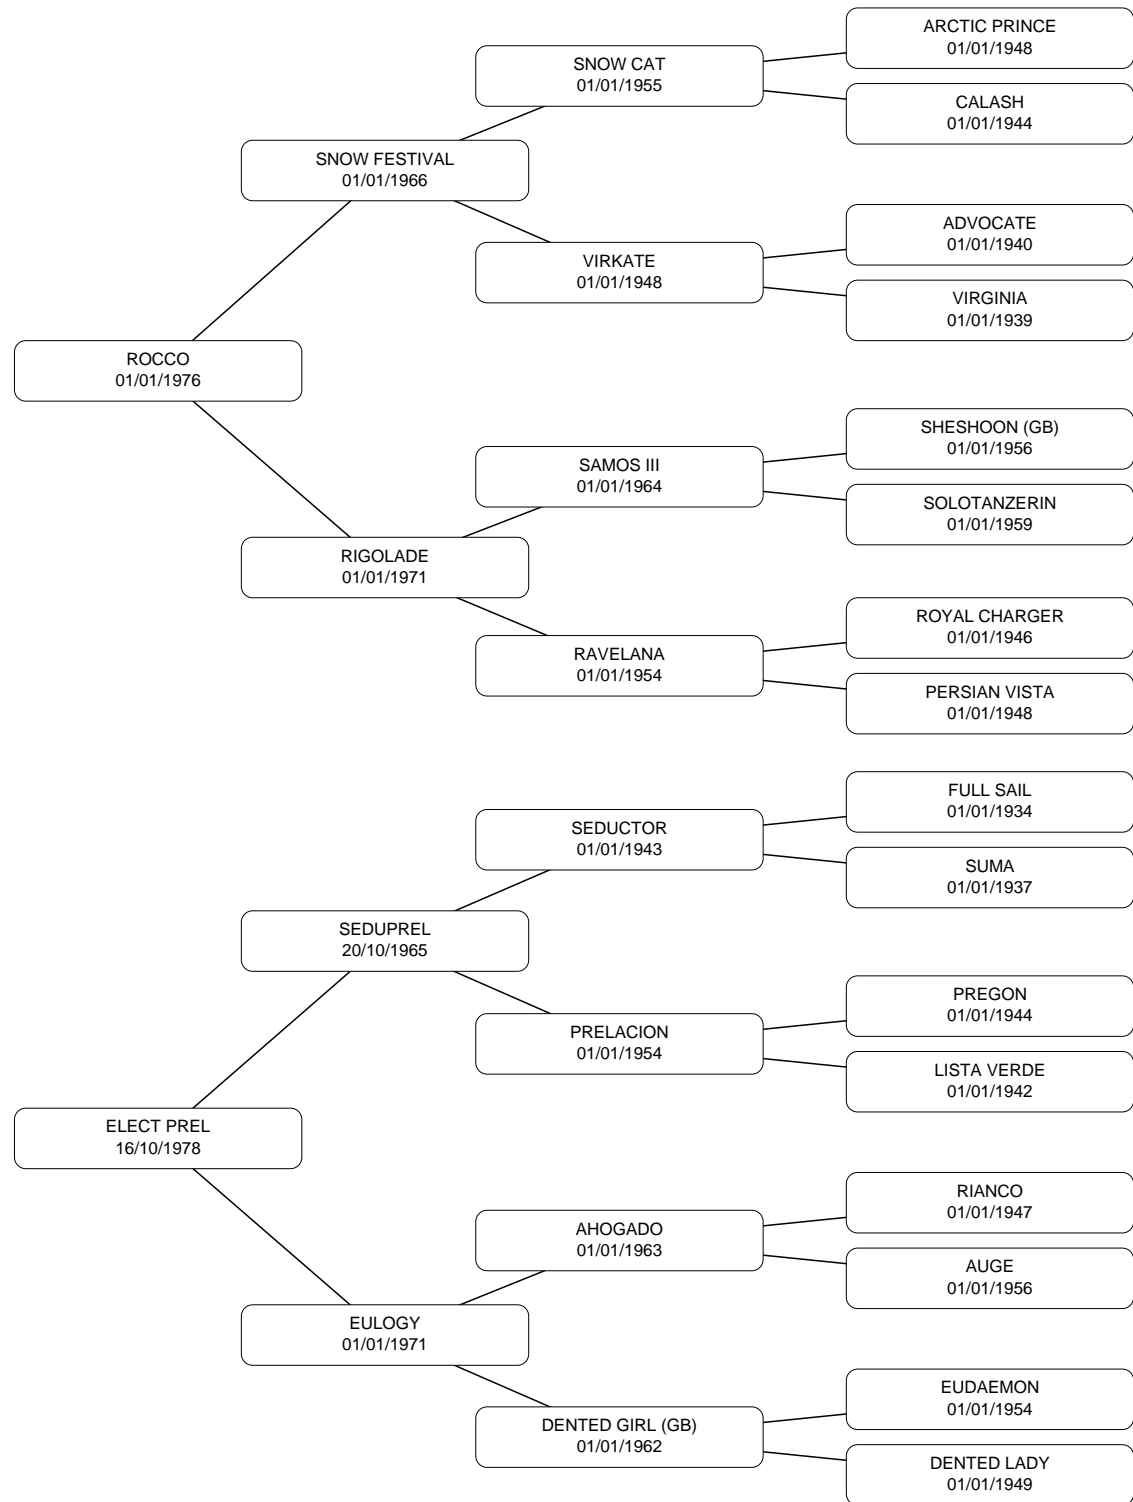 ARCTIC PRINCE
01/01/1948
SNOW CAT
01/01/1955
CALASH
01/01/1944
SNOW FESTIVAL
01/01/1966
ADVOCATE
01/01/1940
VIRKATE
01/01/1948
VIRGINIA
01/01/1939
ROCCO
01/01/1976
SHESHOON (GB)
01/01/1956
SAMOS III
01/01/1964
SOLOTANZERIN
01/01/1959
RIGOLADE
01/01/1971
ROYAL CHARGER
01/01/1946
RAVELANA
01/01/1954
PERSIAN VISTA
01/01/1948
FULL SAIL
01/01/1934
SEDUCTOR
01/01/1943
SUMA
01/01/1937
SEDUPREL
20/10/1965
PREGON
01/01/1944
PRELACION
01/01/1954
LISTA VERDE
01/01/1942
ELECT PREL
16/10/1978
RIANCO
01/01/1947
AHOGADO
01/01/1963
AUGE
01/01/1956
EULOGY
01/01/1971
EUDAEMON
01/01/1954
DENTED GIRL (GB)
01/01/1962
DENTED LADY
01/01/1949